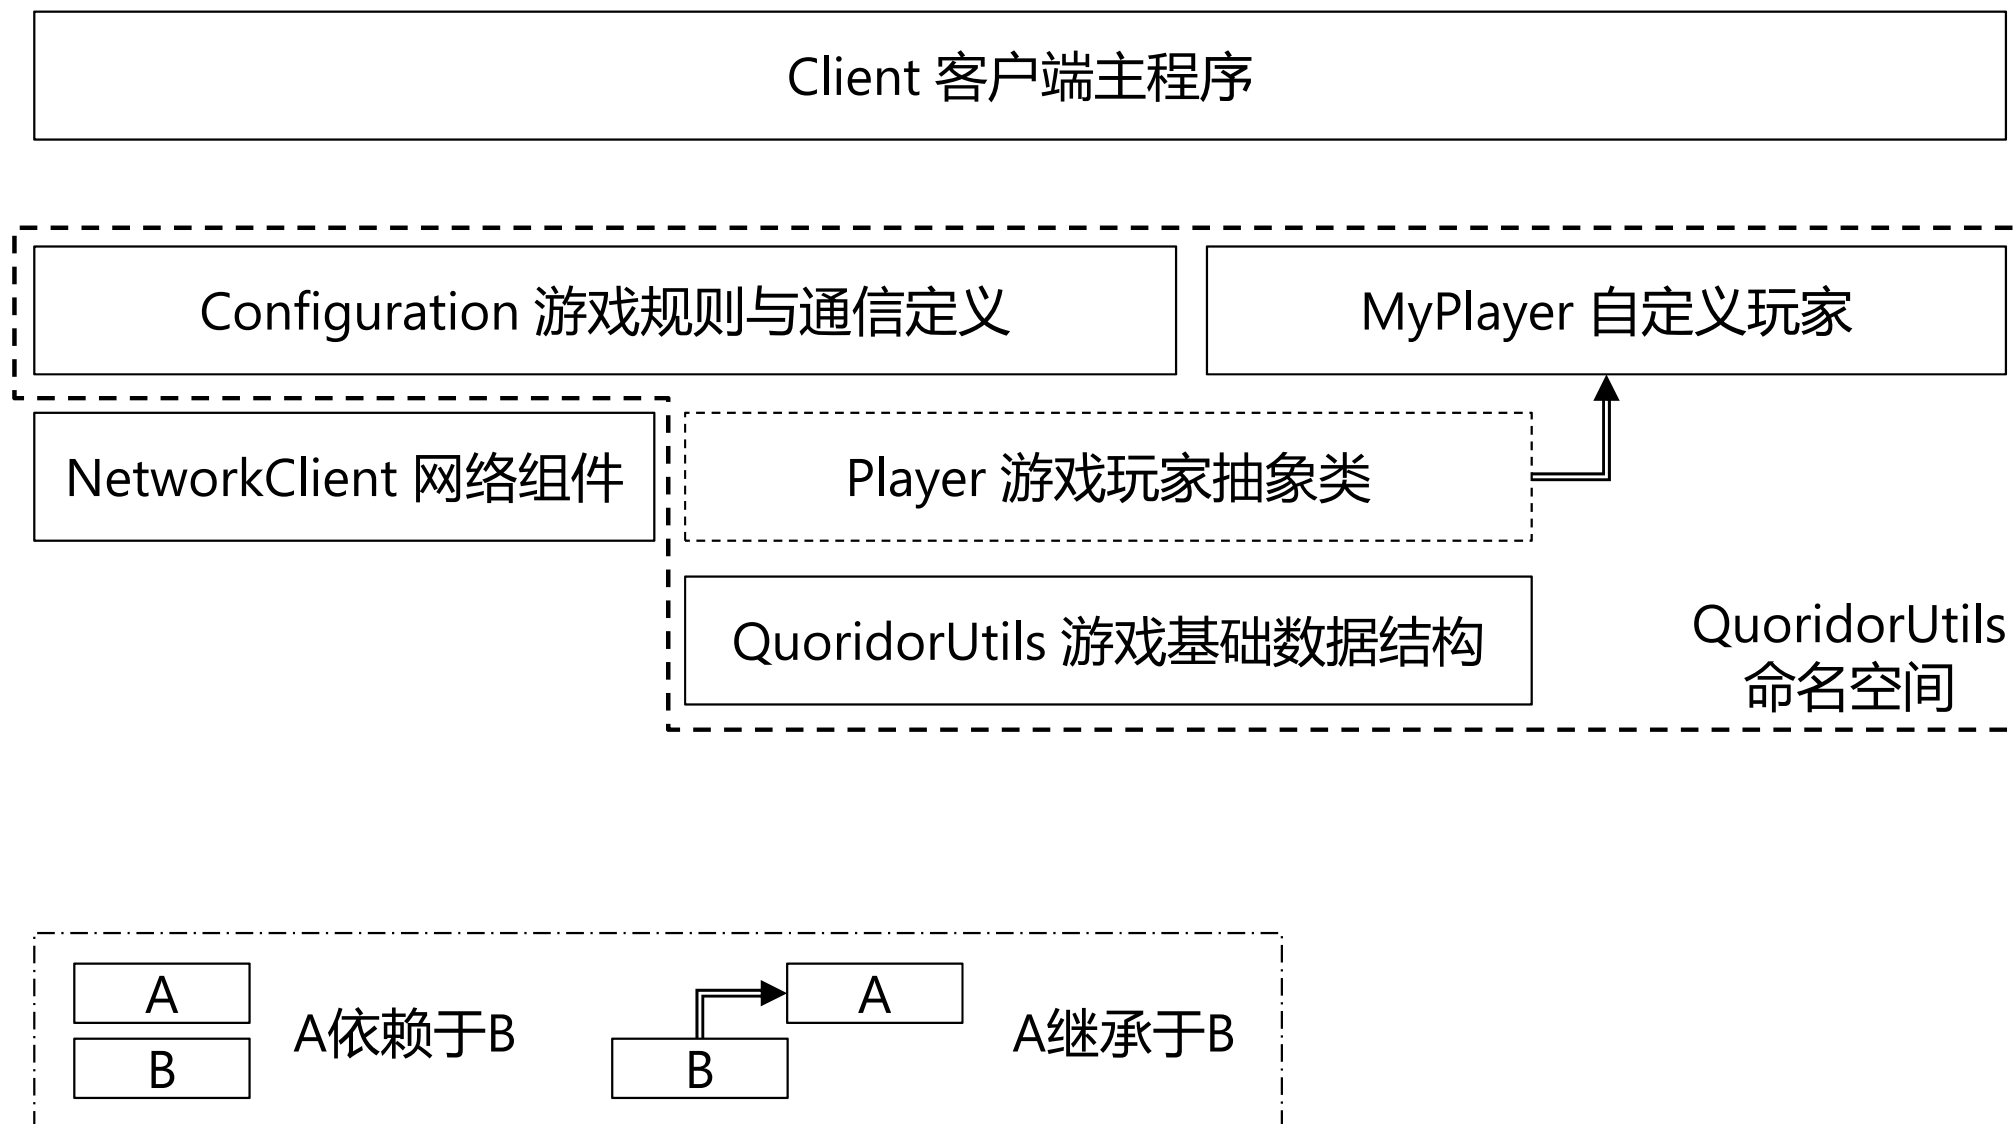 Client 客户端主程序
Configuration 游戏规则与通信定义
MyPlayer 自定义玩家
NetworkClient 网络组件
Player 游戏玩家抽象类
QuoridorUtils 游戏基础数据结构
QuoridorUtils
命名空间
A
B
A依赖于B
A
B
A继承于B